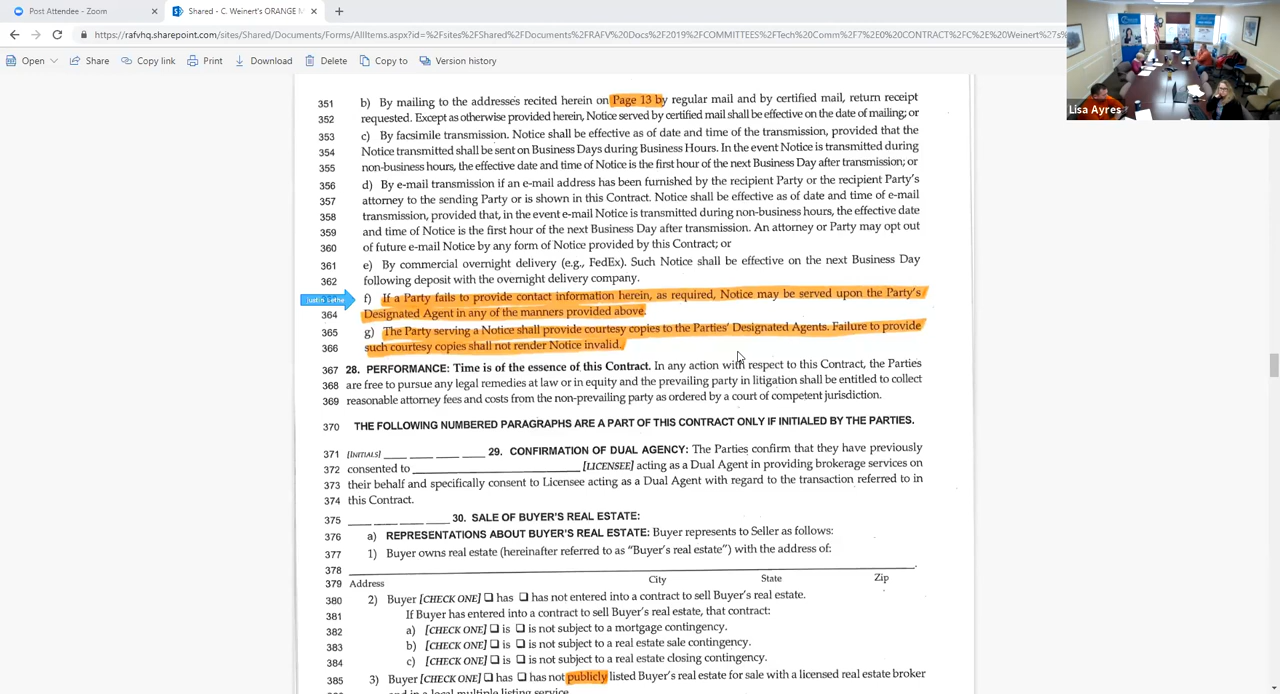 Post Attendee - Zoom
Shared - C. Weinert's ORANGE M
Open
Share
Copy link
Print
Download
Delete
Copy to
Version history
Lisa Ayres
351 b) By mailing to the addresses recited herein on Page 13 by regular mail and by certified mail, return receipt
352 requested. Except as otherwise provided herein, Notice served by certified mail shall be effective on the date of mailing; or
353 c) By facsimile transmission. Notice shall be effective as of date and time of the transmission, provided that the
354 Notice transmitted shall be sent on Business Days during Business Hours. In the event Notice is transmitted during
355 non-business hours, the effective date and time of Notice is the first hour of the next Business Day after transmission; or
356 d) By e-mail transmission if an e-mail address has been furnished by the recipient Party or the recipient Party's
357 attorney to the sending Party or is shown in this Contract. Notice shall be effective as of date and time of e-mail
358 transmission, provided that, in the event e-mail Notice is transmitted during non-business hours, the effective date
359 and time of Notice is the first hour of the next Business Day after transmission. An attorney or Party may opt out
360 of future e-mail Notice by any form of Notice provided by this Contract; or
361 e) By commercial overnight delivery (e.g., FedEx). Such Notice shall be effective on the next Business Day
362 following deposit with the overnight delivery company.
f) If a Party fails to provide contact information herein, as required, Notice may be served upon the Party's
364 Designated Agent in any of the manners provided above.
365 g) The Party serving a Notice shall provide courtesy copies to the Parties' Designated Agents. Failure to provide
366 such courtesy copies shall not render Notice invalid.
367 28. PERFORMANCE: Time is of the essence of this Contract. In any action with respect to this Contract, the Parties
368 are free to pursue any legal remedies at law or in equity and the prevailing party in litigation shall be entitled to collect
369 reasonable attorney fees and costs from the non-prevailing party as ordered by a court of competent jurisdiction.
370 THE FOLLOWING NUMBERED PARAGRAPHS ARE A PART OF THIS CONTRACT ONLY IF INITIALED BY THE PARTIES.
371 [INITIALS] ____ ____ ____ ____ 29. CONFIRMATION OF DUAL AGENCY: The Parties confirm that they have previously
372 consented to ____________________ [LICENSEE] acting as a Dual Agent in providing brokerage services on
373 their behalf and specifically consent to Licensee acting as a Dual Agent with regard to the transaction referred to in
374 this Contract.
375 ____ ____ ____ ____ 30. SALE OF BUYER'S REAL ESTATE:
376 a) REPRESENTATIONS ABOUT BUYER'S REAL ESTATE: Buyer represents to Seller as follows:
377 1) Buyer owns real estate (hereinafter referred to as "Buyer's real estate") with the address of:
378
379 Address City State Zip
380 2) Buyer [CHECK ONE] ❑ has ❑ has not entered into a contract to sell Buyer's real estate.
381 If Buyer has entered into a contract to sell Buyer's real estate, that contract:
382 a) [CHECK ONE] ❑ is ❑ is not subject to a mortgage contingency.
383 b) [CHECK ONE] ❑ is ❑ is not subject to a real estate sale contingency.
384 c) [CHECK ONE] ❑ is ❑ is not subject to a real estate closing contingency.
385 3) Buyer [CHECK ONE] ❑ has ❑ has not publicly listed Buyer's real estate for sale with a licensed real estate broker
and in a local multiple listing service.